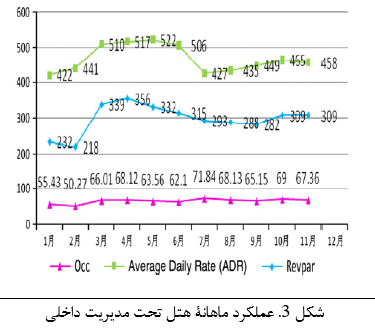 600
500
400
300
200
100
0
422 441 510 517 522 506 427 435 449 465 458
232 218 339 356 332 315 293 288 282 309 309
55.43 50.27 66.01 68.12 63.56 62.1 71.84 68.13 65.15 69 67.36
1月 2月 3月 4月 5月 6月 7月 8月 9月 10月 11月 12月
Occ Average Daily Rate (ADR) Revpar
شکل 3. عملکرد ماهانهٔ هتل تحت مدیریت داخلی